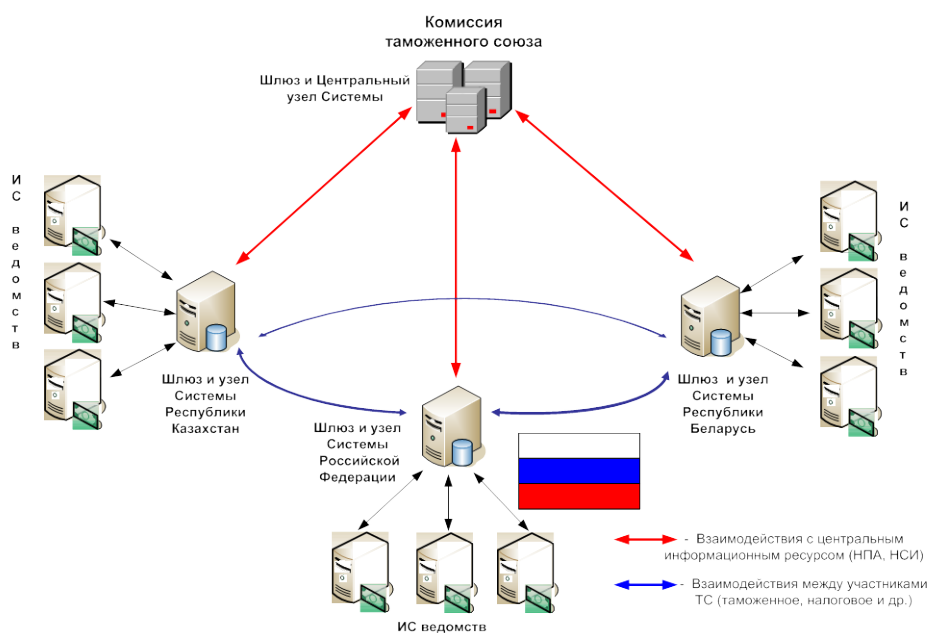 Комиссия
таможенного союза
Шлюз и Центральный
узел Системы
ИС ведомств
ИС ведомств
Шлюз и узел
Системы
Республики
Казахстан
Шлюз и узел
Системы
Республики
Беларусь
Шлюз и узел
Системы
Российской
Федерации
- Взаимодействия с центральным
информационным ресурсом (НПА, НСИ)
- Взаимодействия между участниками
ТС (таможенное, налоговое и др.)
ИС ведомств